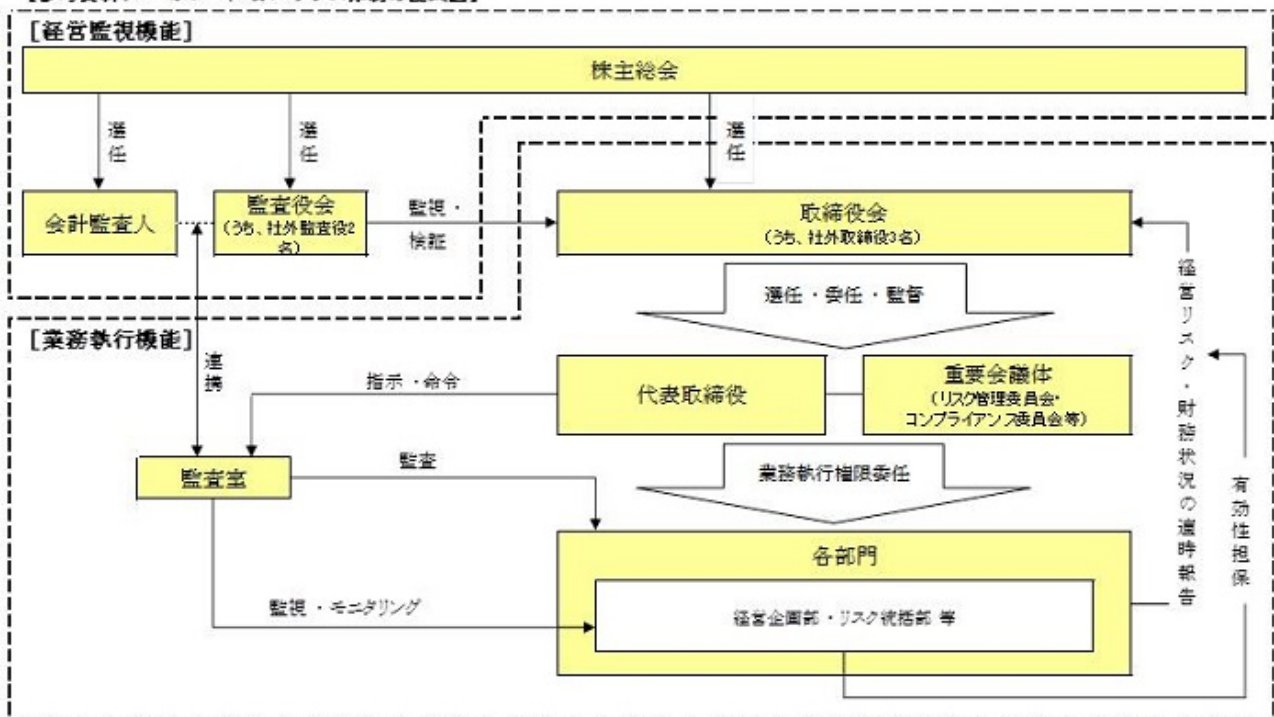 [経営監視機能]
株主総会
選任
選任
選任
会計監査人
監査役会
(うち、社外監査役2
名)
監視・
検証
取締役会
(うち、社外取締役3名)
選任・委任・監督
[業務執行機能]
連携
指示・命令
代表取締役
重要会議体
(リスク管理委員会・
コンプライアンス委員会等)
監査室
監査
業務執行権限委任
各部門
監視・モニタリング
経営企画部・リスク統括部 等
経営リスク・財務状況の適時報告
有効性担保